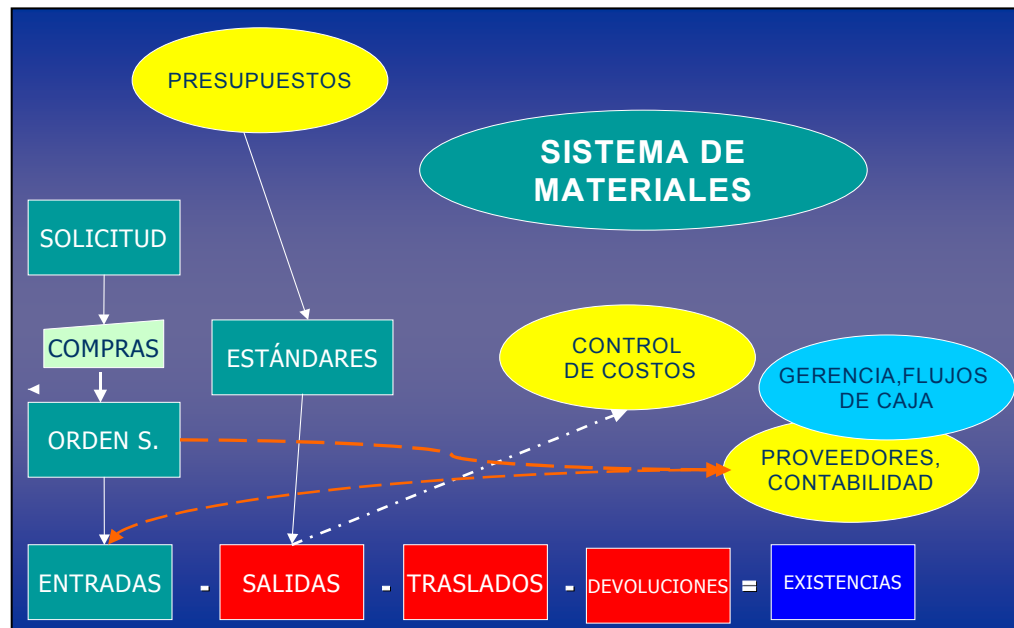 PRESUPUESTOS
SISTEMA DE
MATERIALES
SOLICITUD
COMPRAS
ESTÁNDARES
CONTROL
DE COSTOS
GERENCIA,FLUJOS
DE CAJA
ORDEN S.
PROVEEDORES,
CONTABILIDAD
ENTRADAS - SALIDAS - TRASLADOS - DEVOLUCIONES = EXISTENCIAS